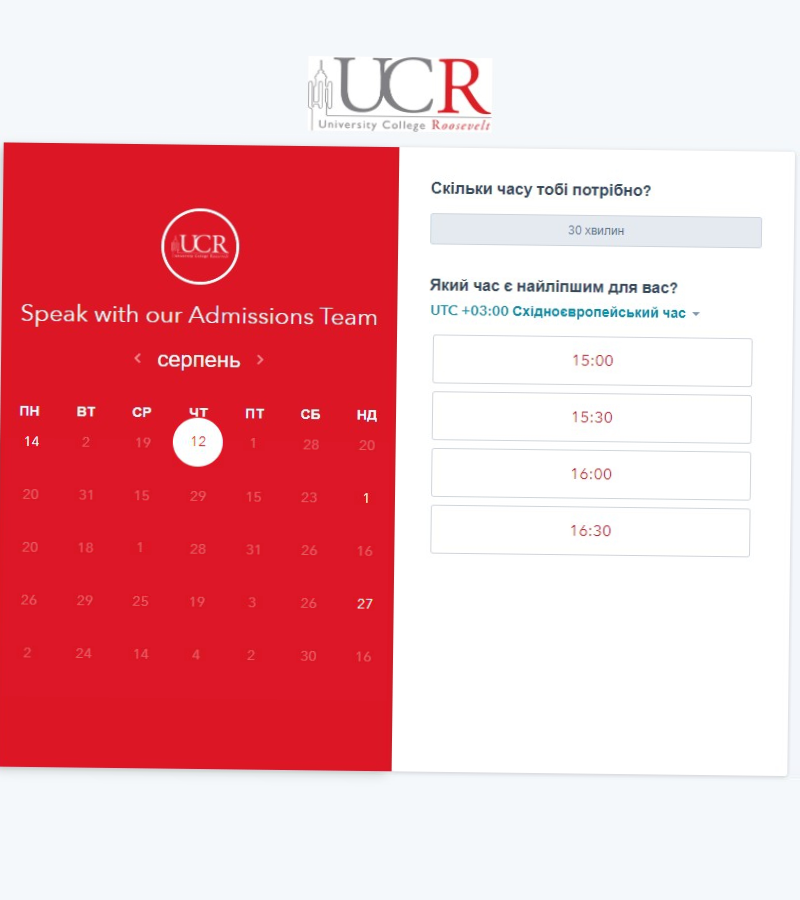 UCR
University College Roosevelt
UCR
University College Roosevelt
Speak with our Admissions Team
серпень
ПН ВТ СР ЧТ ПТ СБ НД
14 2 19 12 1 28 20
20 31 15 29 15 23 1
20 18 1 28 31 26 16
26 29 25 19 3 26 27
2 24 14 4 2 30 16
Скільки часу тобі потрібно?
30 хвилин
Який час є найліпшим для вас?
UTC +03:00 Східноєвропейський час
15:00
15:30
16:00
16:30